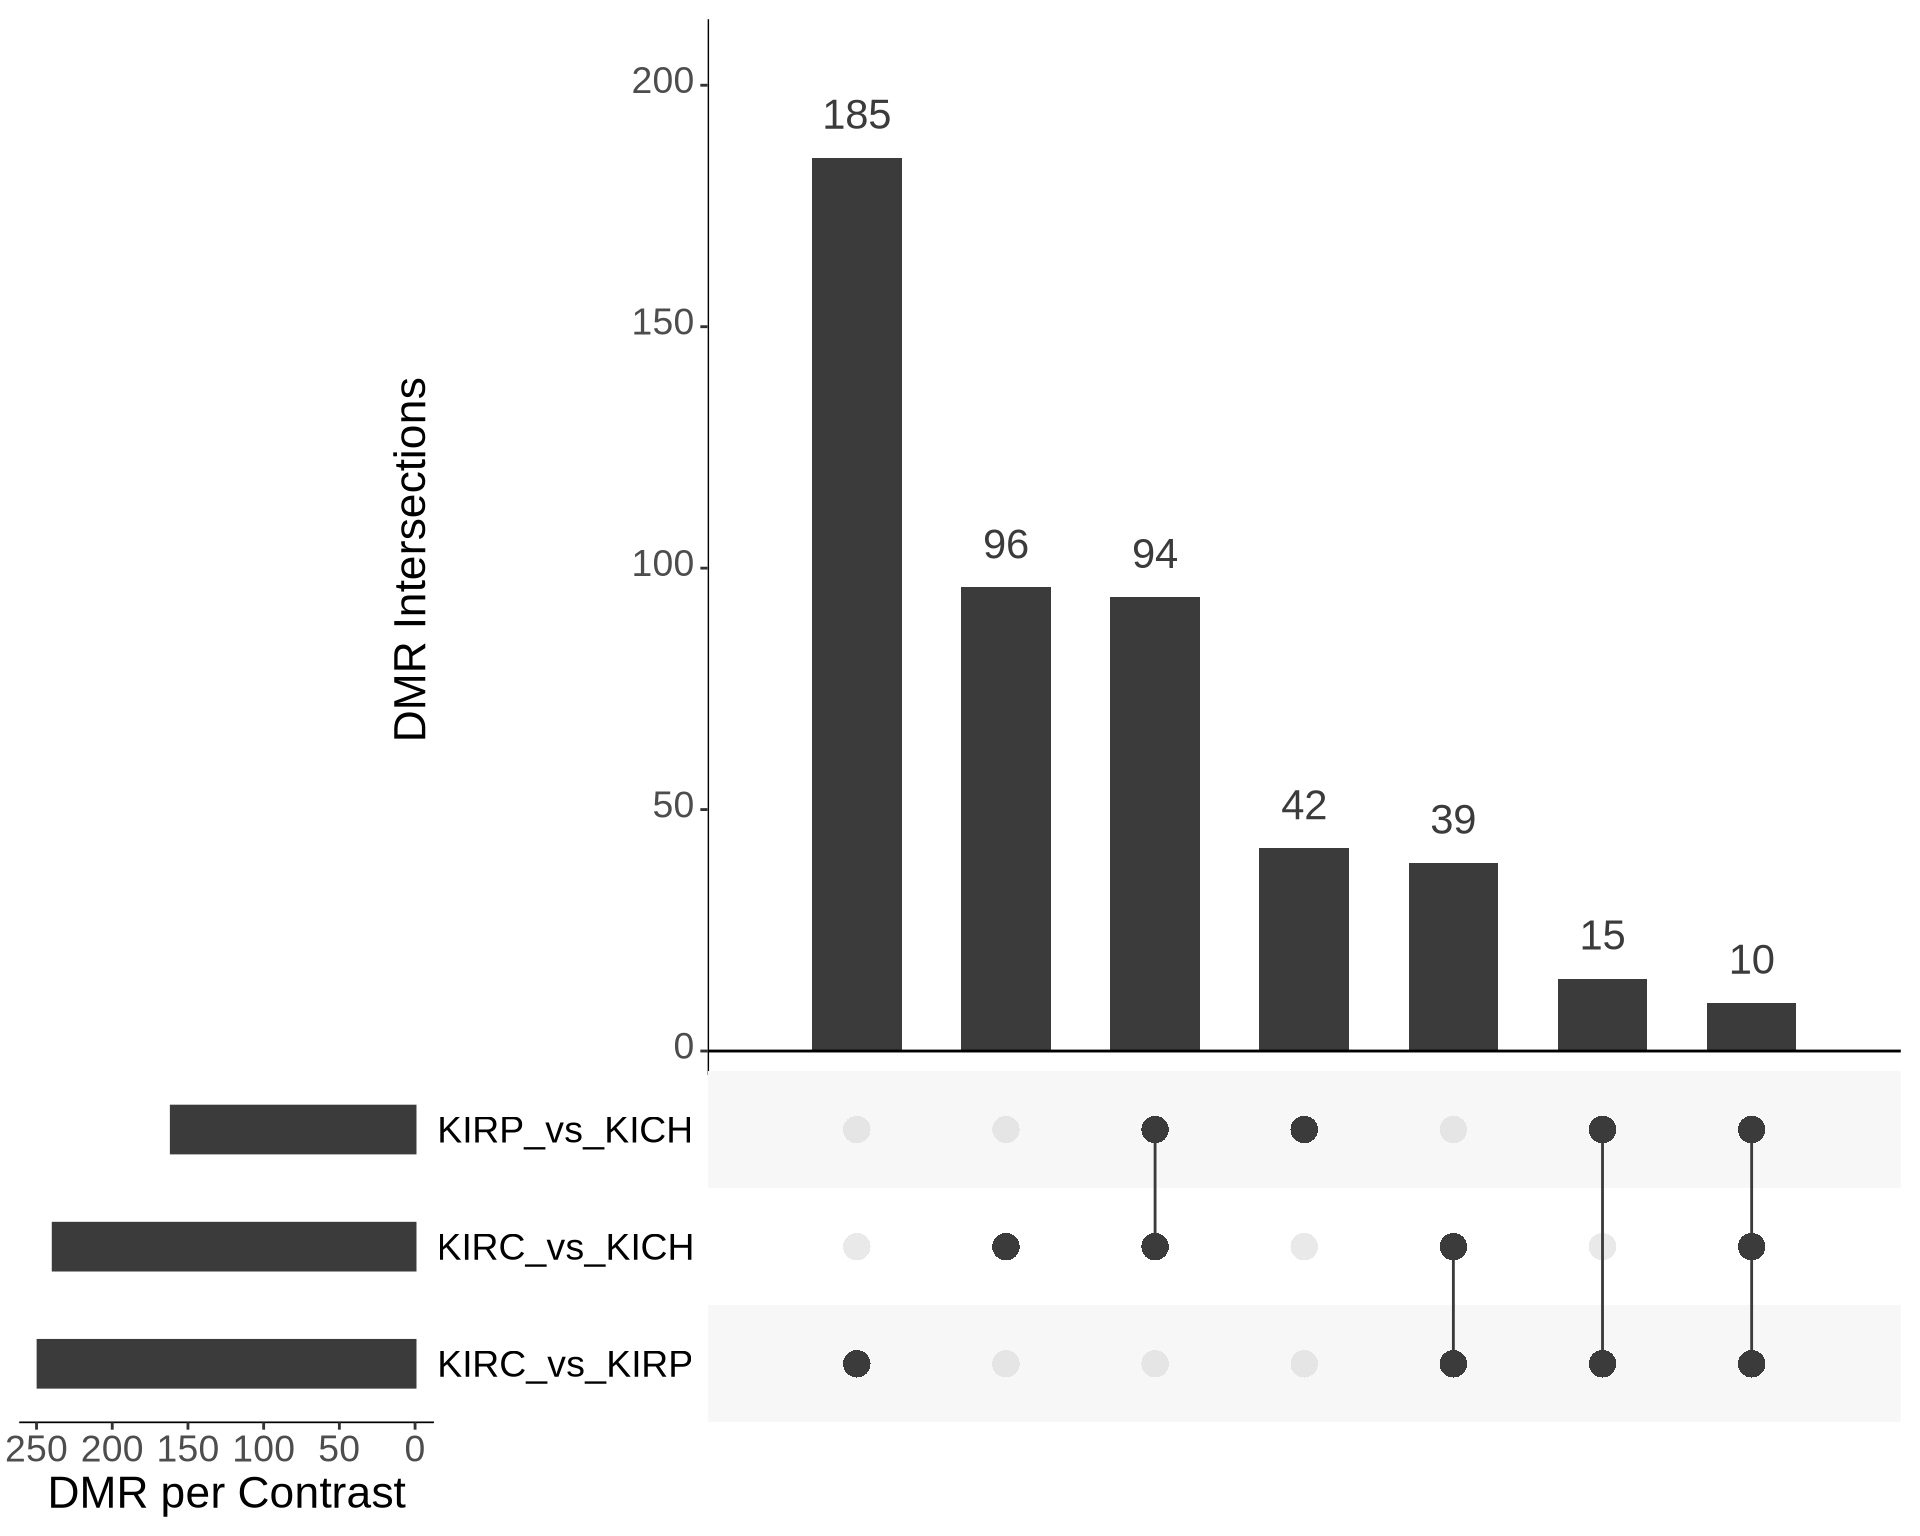 DMR Intersections
200
150
100
50
0
185
96
94
42
39
15
10
KIRP_vs_KICH
KIRC_vs_KICH
KIRC_vs_KIRP
250 200 150 100 50 0
DMR per Contrast